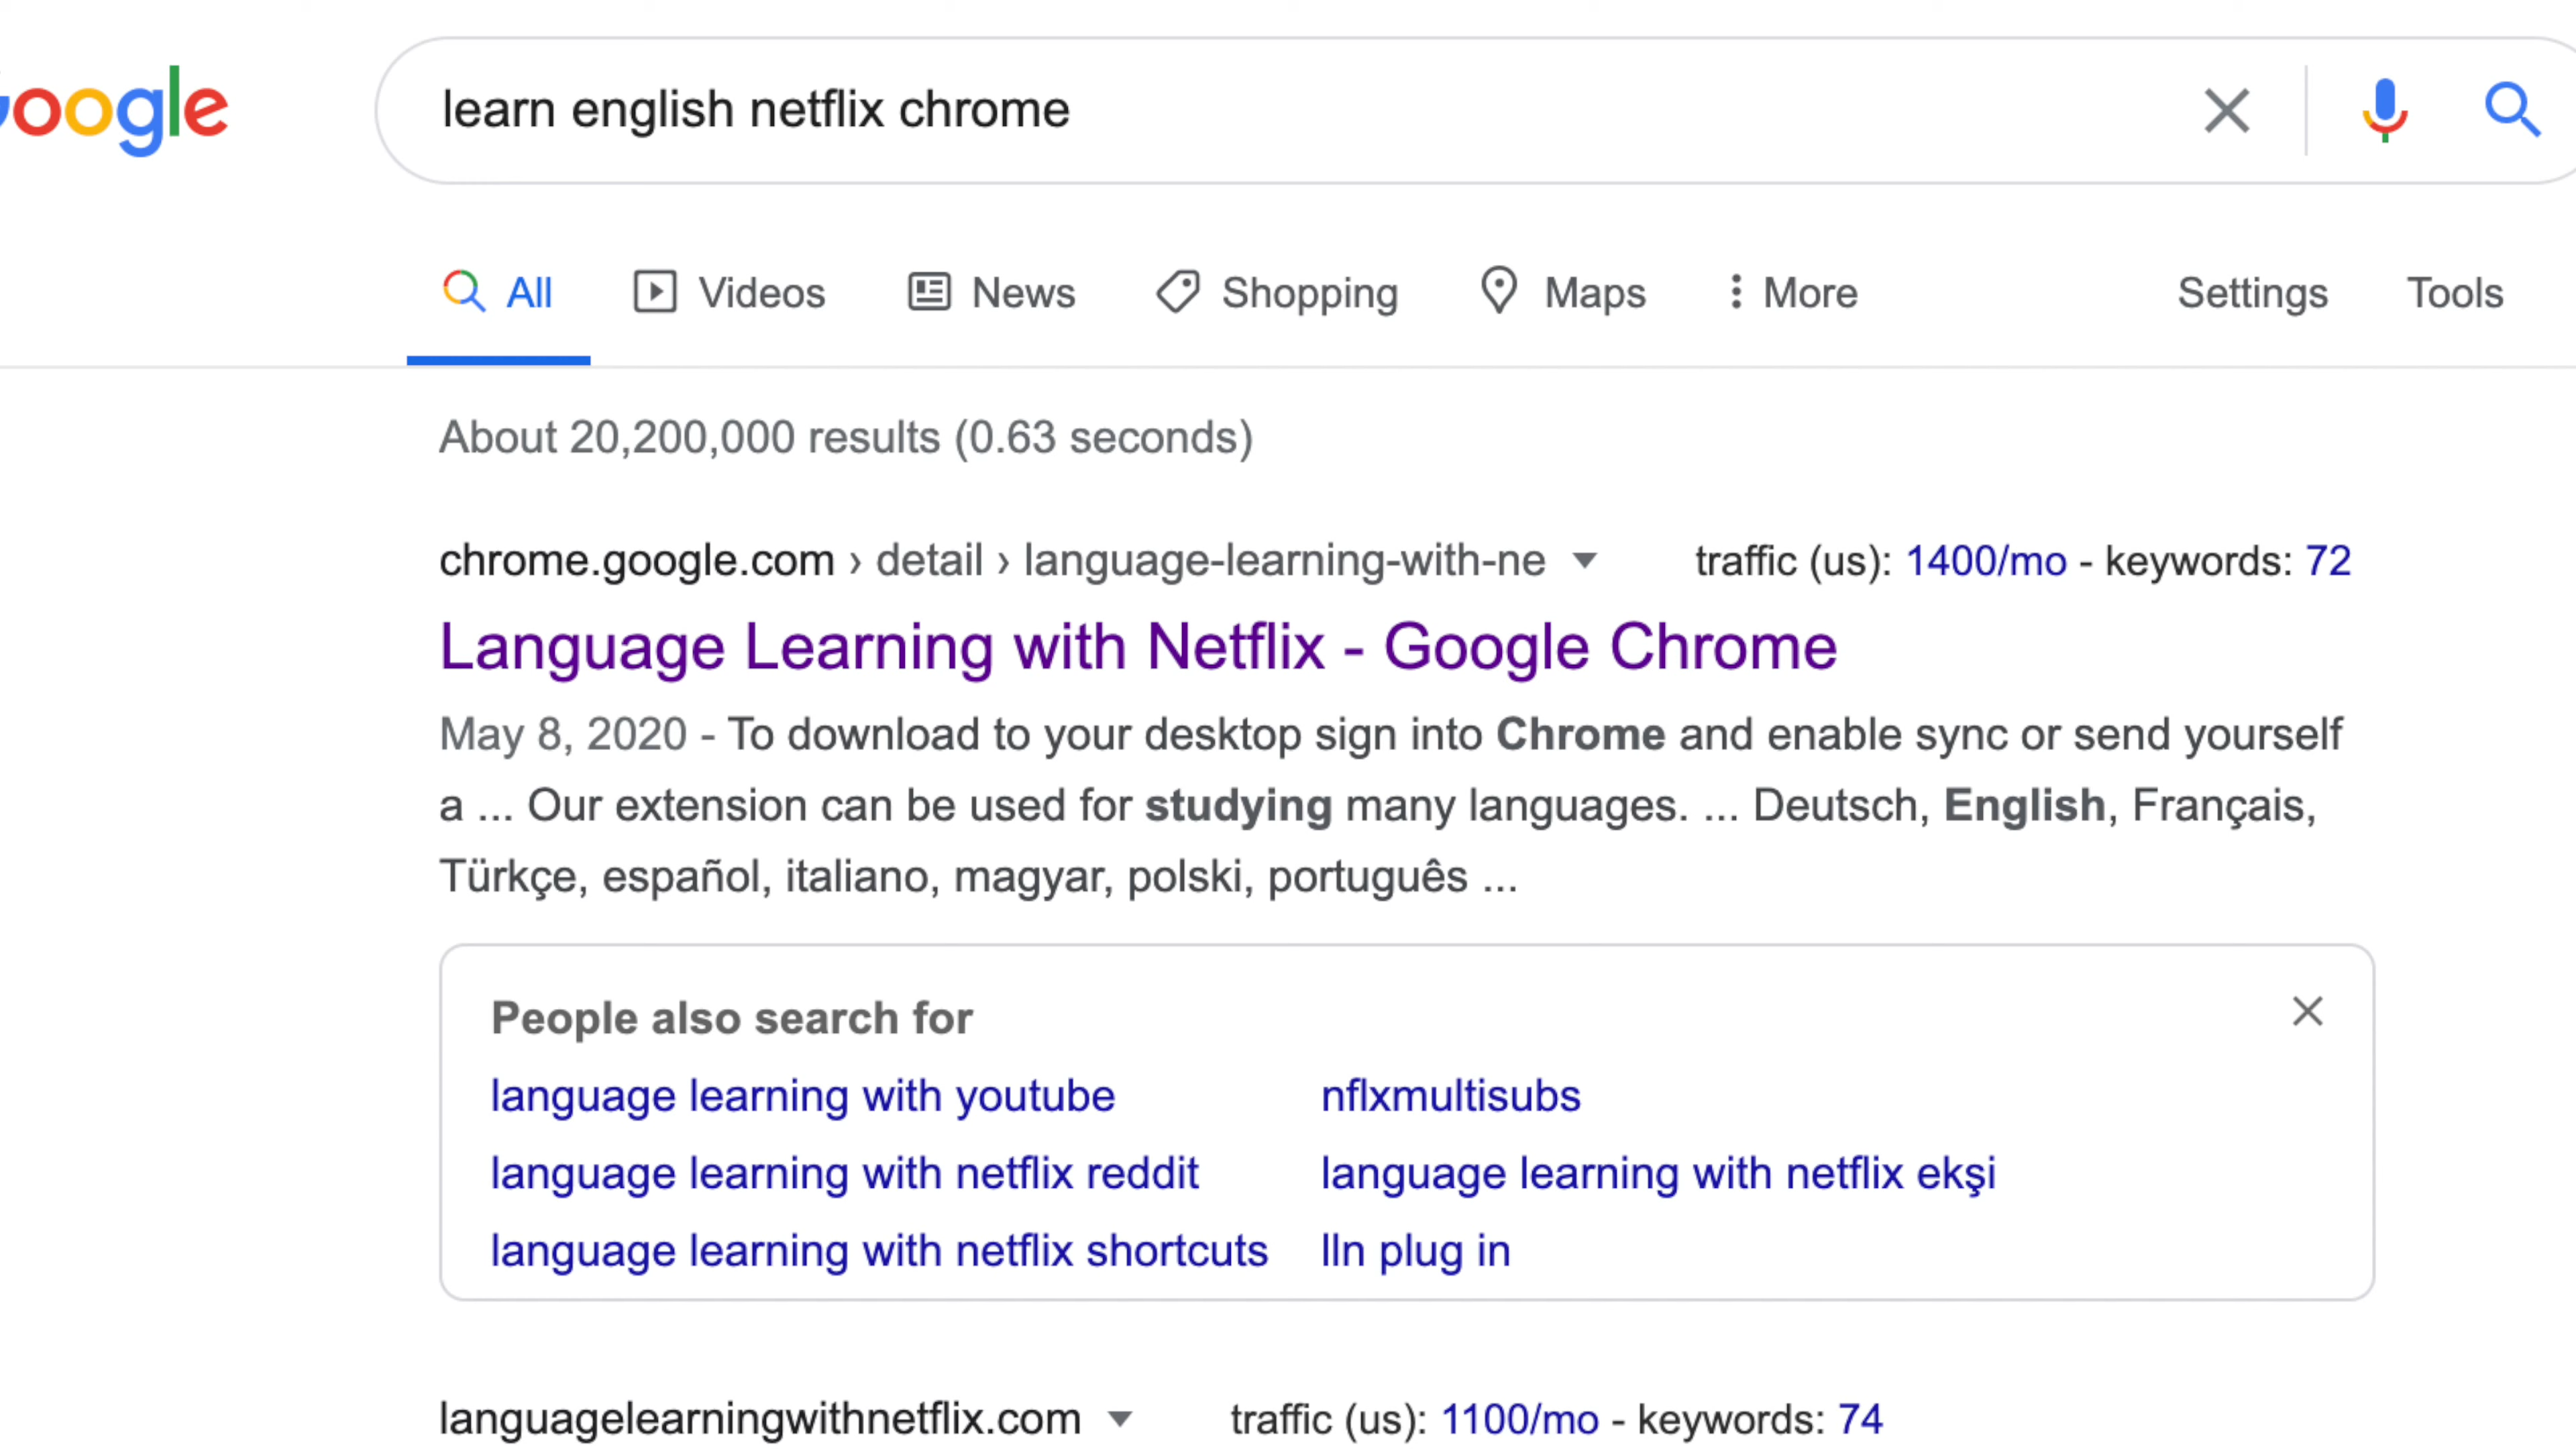 Google
learn english netflix chrome
All Videos News Shopping Maps More Settings Tools
About 20,200,000 results (0.63 seconds)
chrome.google.com › detail › language-learning-with-ne traffic (us): 1400/mo - keywords: 72
Language Learning with Netflix - Google Chrome
May 8, 2020 - To download to your desktop sign into Chrome and enable sync or send yourself
a ... Our extension can be used for studying many languages. ... Deutsch, English, Français,
Türkçe, español, italiano, magyar, polski, português ...
People also search for
language learning with youtube nflxmultisubs
language learning with netflix reddit language learning with netflix ekşi
language learning with netflix shortcuts lln plug in
languagelearningwithnetflix.com traffic (us): 1100/mo - keywords: 74